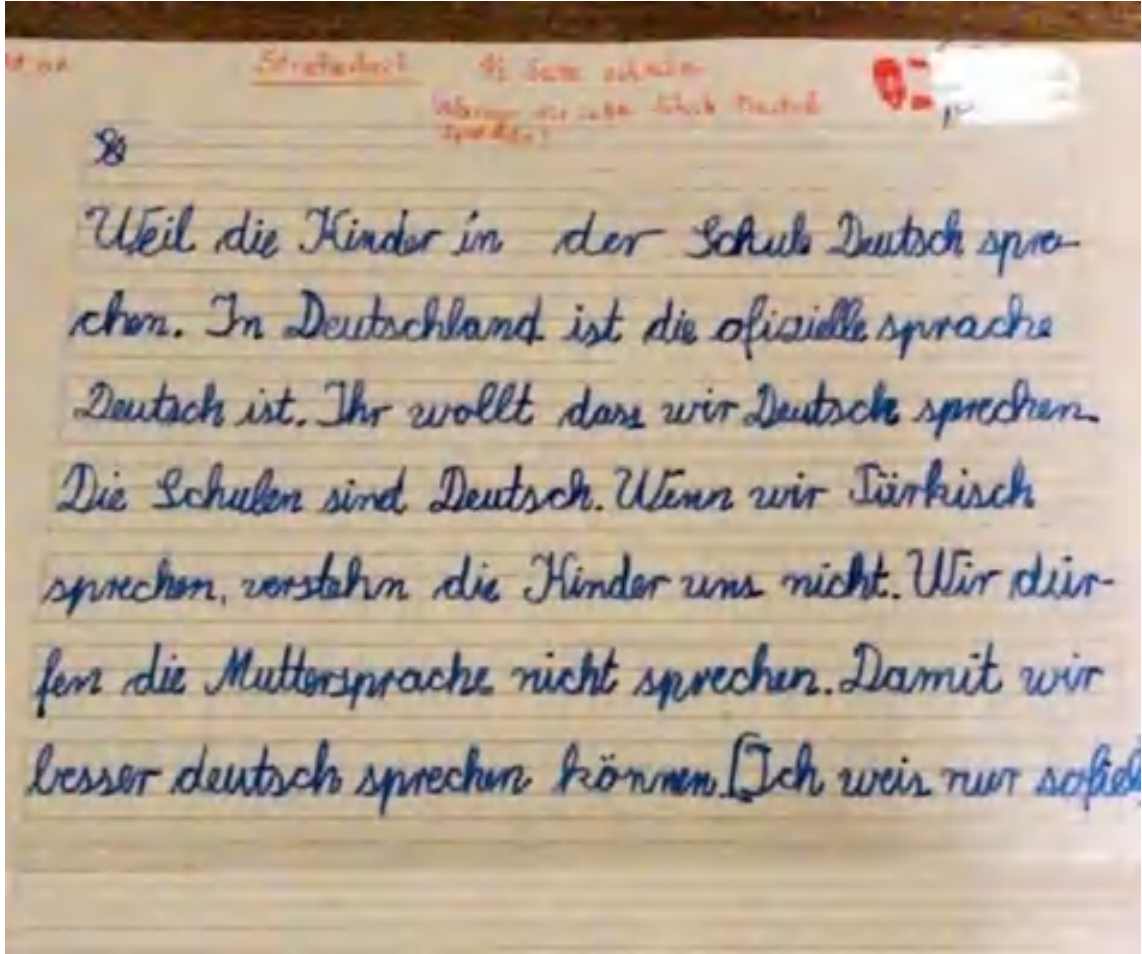 Strafarbeit
Weil die Kinder in der Schule Deutsch spre-
chen. In Deutschland ist die ofizielle sprache
Deutsch ist. Ihr wollt dass wir Deutsch sprechen.
Die Schulen sind Deutsch. Wenn wir Türkisch
sprechen, verstehn die Kinder uns nicht. Wir dür-
fen die Muttersprache nicht sprechen. Damit wir
besser deutsch sprechen können. [Ich weis nur sofiel